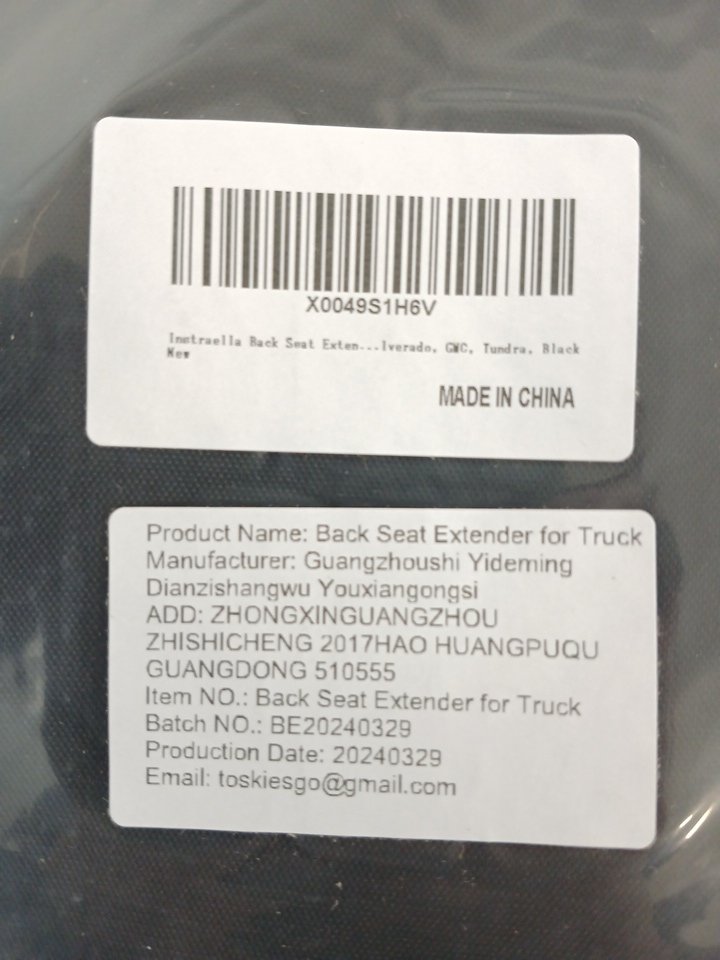 X0049S1H6V
Instraella Back Seat Exten...lverado, GMC, Tundra, Black
New
MADE IN CHINA
Product Name: Back Seat Extender for Truck
Manufacturer: Guangzhoushi Yideming
Dianzishangwu Youxiangongsi
ADD: ZHONGXINGUANGZHOU
ZHISHICHENG 2017HAO HUANGPUQU
GUANGDONG 510555
Item NO.: Back Seat Extender for Truck
Batch NO.: BE20240329
Production Date: 20240329
Email: toskiesgo@gmail.com